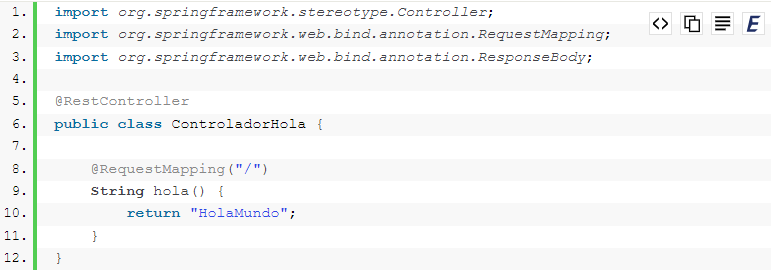 1. import org.springframework.stereotype.Controller;
2. import org.springframework.web.bind.annotation.RequestMapping;
3. import org.springframework.web.bind.annotation.ResponseBody;
4.
5. @RestController
6. public class ControladorHola {
7.
8. @RequestMapping("/")
9. String hola() {
10. return "HolaMundo";
11. }
12. }
<> E